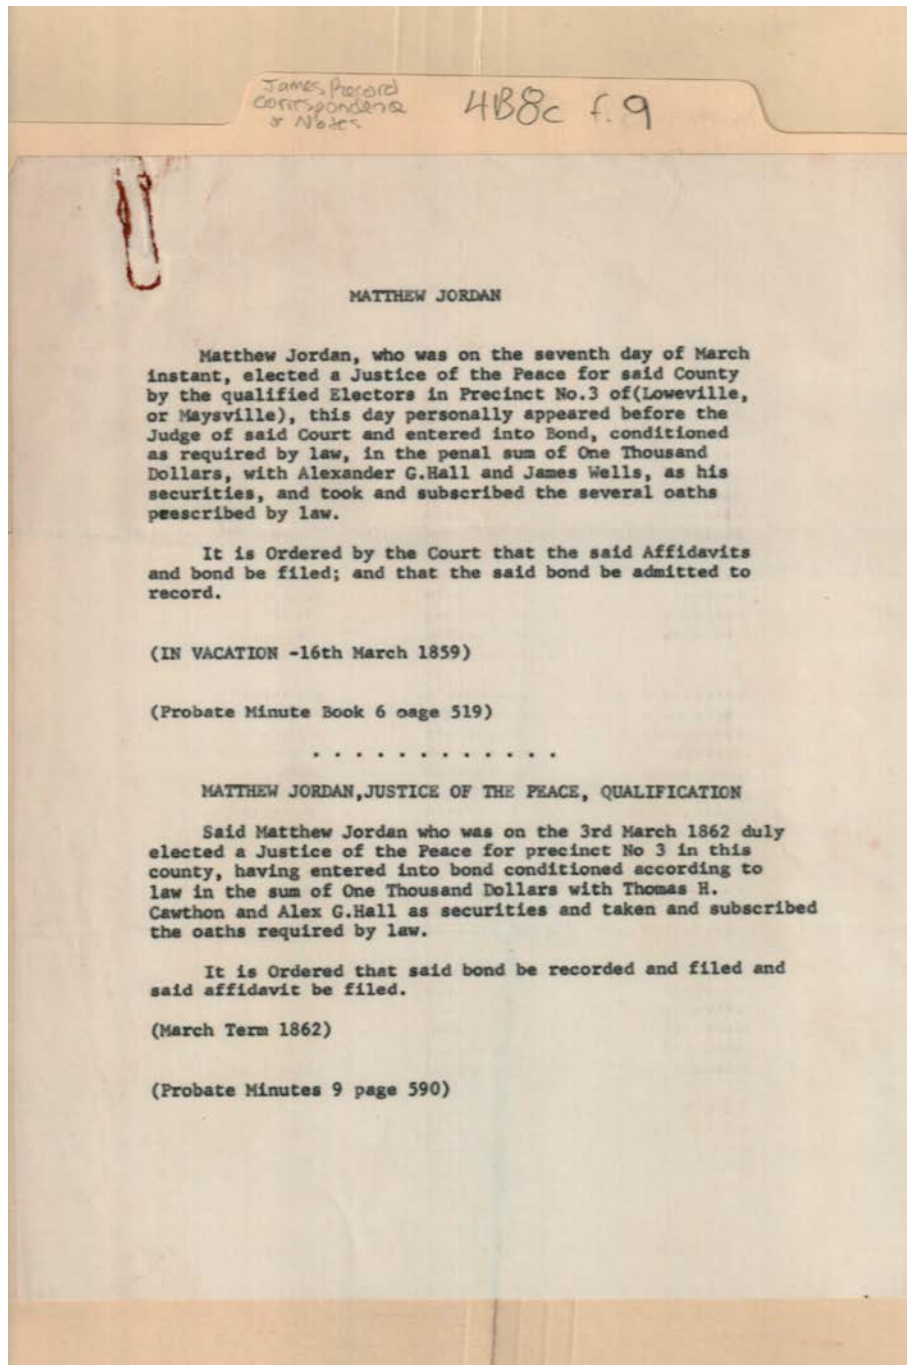 James Record
Correspondence
& Notes
4B8c f.9
MATTHEW JORDAN
Matthew Jordan, who was on the seventh day of March
instant, elected a Justice of the Peace for said County
by the qualified Electors in Precinct No.3 of(Loweville,
or Maysville), this day personally appeared before the
Judge of said Court and entered into Bond, conditioned
as required by law, in the penal sum of One Thousand
Dollars, with Alexander G.Hall and James Wells, as his
securities, and took and subscribed the several oaths
peescribed by law.
It is Ordered by the Court that the said Affidavits
and bond be filed; and that the said bond be admitted to
record.
(IN VACATION -16th March 1859)
(Probate Minute Book 6 oage 519)
. . . . . . . . . . . .
MATTHEW JORDAN,JUSTICE OF THE PEACE, QUALIFICATION
Said Matthew Jordan who was on the 3rd March 1862 duly
elected a Justice of the Peace for precinct No 3 in this
county, having entered into bond conditioned according to
law in the sum of One Thousand Dollars with Thomas H.
Cawthon and Alex G.Hall as securities and taken and subscribed
the oaths required by law.
It is Ordered that said bond be recorded and filed and
said affidavit be filed.
(March Term 1862)
(Probate Minutes 9 page 590)